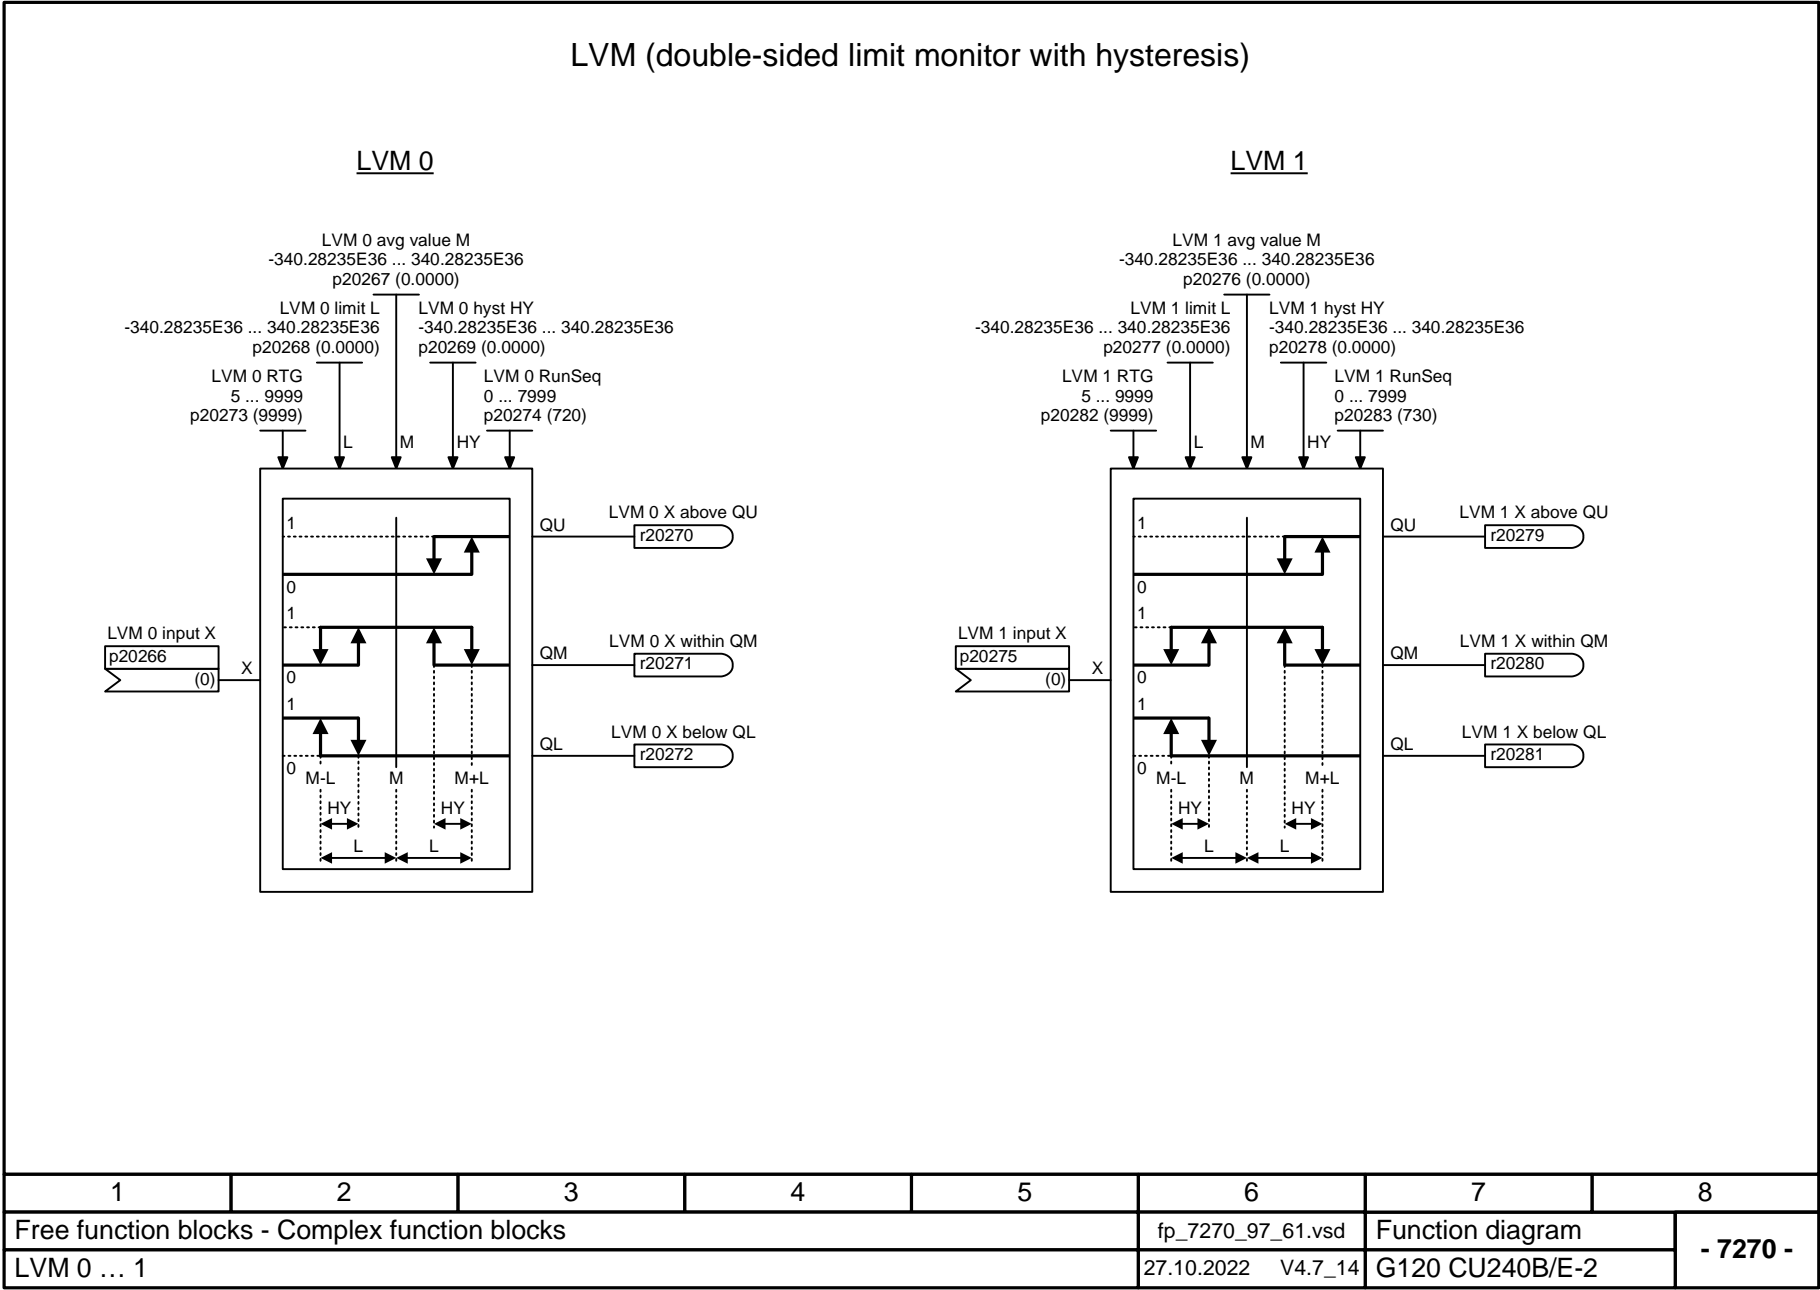 LVM (double-sided limit monitor with hysteresis)
LVM 0
LVM 0 avg value M
-340.28235E36 ... 340.28235E36
p20267 (0.0000)
LVM 0 limit L
-340.28235E36 ... 340.28235E36
p20268 (0.0000)
LVM 0 hyst HY
-340.28235E36 ... 340.28235E36
p20269 (0.0000)
LVM 0 RTG
5 ... 9999
p20273 (9999)
LVM 0 RunSeq
0 ... 7999
p20274 (720)
L
M
HY
LVM 0 input X
p20266
(0)
X
1
0
1
0
1
0
M-L
M
M+L
HY
HY
L
L
QU
LVM 0 X above QU
r20270
QM
LVM 0 X within QM
r20271
QL
LVM 0 X below QL
r20272
LVM 1
LVM 1 avg value M
-340.28235E36 ... 340.28235E36
p20276 (0.0000)
LVM 1 limit L
-340.28235E36 ... 340.28235E36
p20277 (0.0000)
LVM 1 hyst HY
-340.28235E36 ... 340.28235E36
p20278 (0.0000)
LVM 1 RTG
5 ... 9999
p20282 (9999)
LVM 1 RunSeq
0 ... 7999
p20283 (730)
L
M
HY
LVM 1 input X
p20275
(0)
X
1
0
1
0
1
0
M-L
M
M+L
HY
HY
L
L
QU
LVM 1 X above QU
r20279
QM
LVM 1 X within QM
r20280
QL
LVM 1 X below QL
r20281
1 2 3 4 5 6 7 8
Free function blocks - Complex function blocks
fp_7270_97_61.vsd
Function diagram
- 7270 -
LVM 0 … 1
27.10.2022 V4.7_14
G120 CU240B/E-2